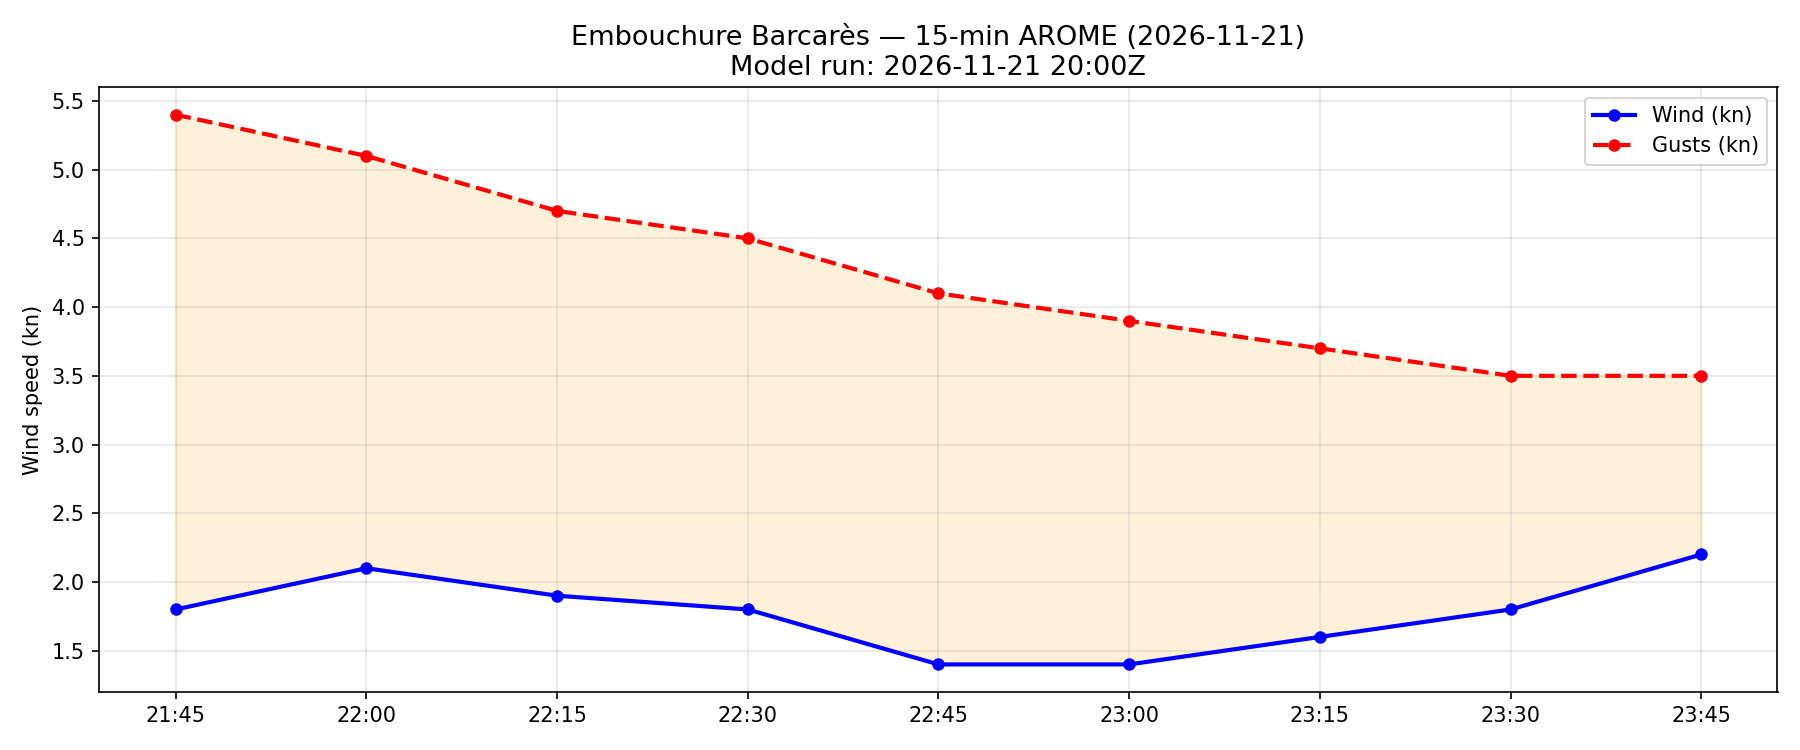 Embouchure Barcarès — 15-min AROME (2026-11-21)
Model run: 2026-11-21 20:00Z
Wind (kn)
Gusts (kn)
Wind speed (kn)
5.5
5.0
4.5
4.0
3.5
3.0
2.5
2.0
1.5
21:45 22:00 22:15 22:30 22:45 23:00 23:15 23:30 23:45